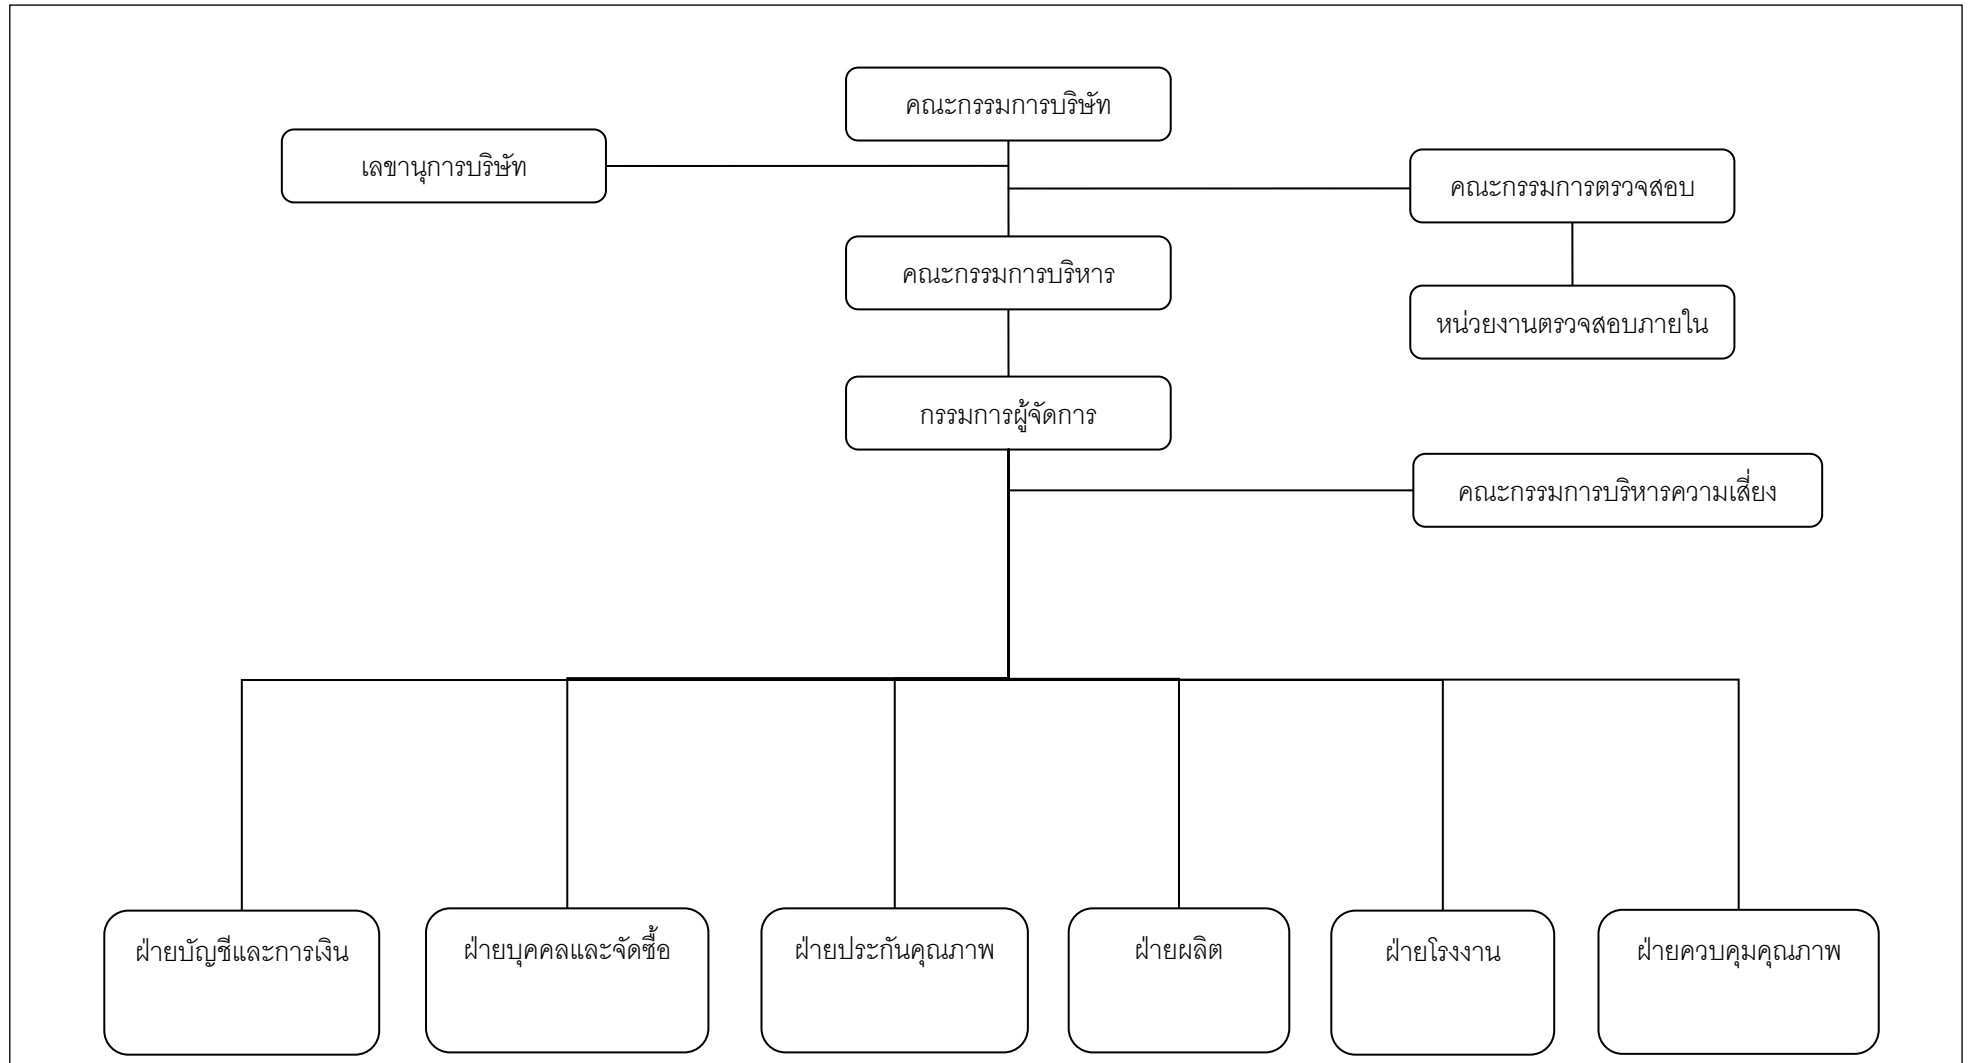 คณะกรรมการบริษัท
เลขานุการบริษัท
คณะกรรมการตรวจสอบ
คณะกรรมการบริหาร
หน่วยงานตรวจสอบภายใน
กรรมการผู้จัดการ
คณะกรรมการบริหารความเสี่ยง
ฝ่ายบัญชีและการเงิน
ฝ่ายบุคคลและจัดซื้อ
ฝ่ายประกันคุณภาพ
ฝ่ายผลิต
ฝ่ายโรงงาน
ฝ่ายควบคุมคุณภาพ